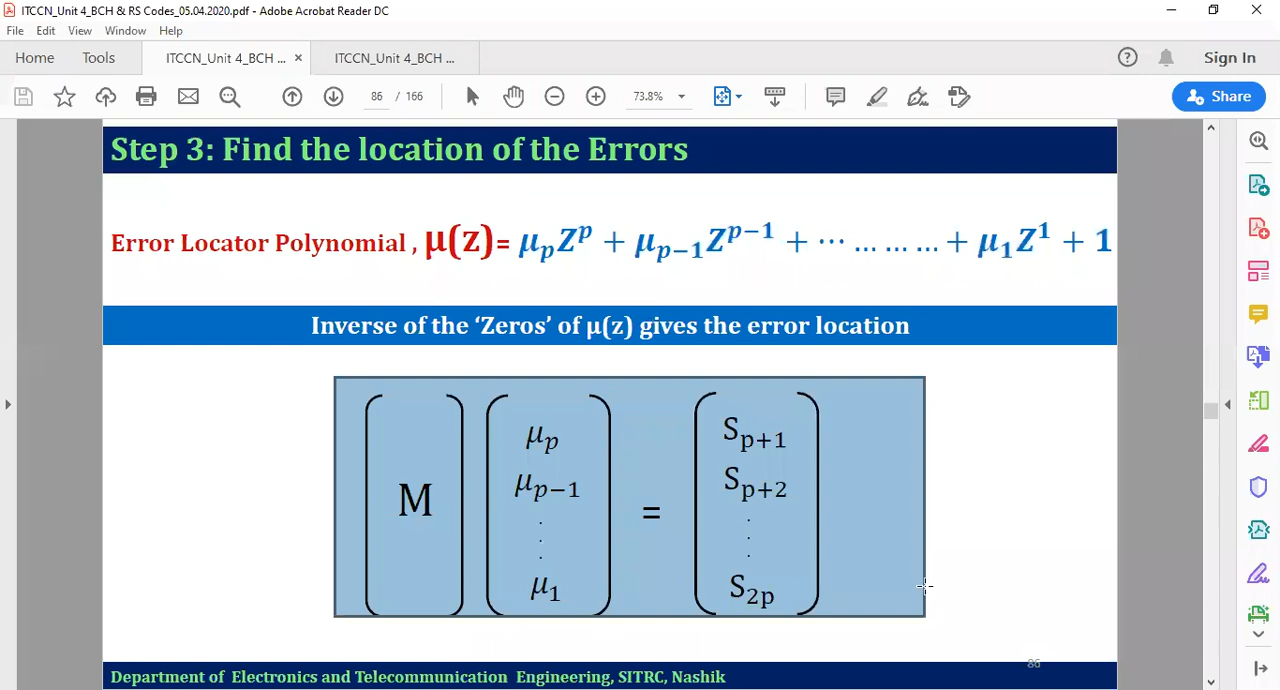 ITCCN_Unit 4_BCH & RS Codes_05.04.2020.pdf - Adobe Acrobat Reader DC
File Edit View Window Help
Home Tools ITCCN_Unit 4_BCH ... × ITCCN_Unit 4_BCH ... Sign In
86 / 166 73.8% Share
Step 3: Find the location of the Errors
Error Locator Polynomial , μ(z)= μ_p Z^p + μ_{p−1} Z^{p−1} + ⋯ … … … + μ_1 Z^1 + 1
Inverse of the ‘Zeros’ of μ(z) gives the error location
μ_p S_{p+1}
M μ_{p−1} = S_{p+2}
. .
. .
. .
μ_1 S_{2p}
86
Department of Electronics and Telecommunication Engineering, SITRC, Nashik